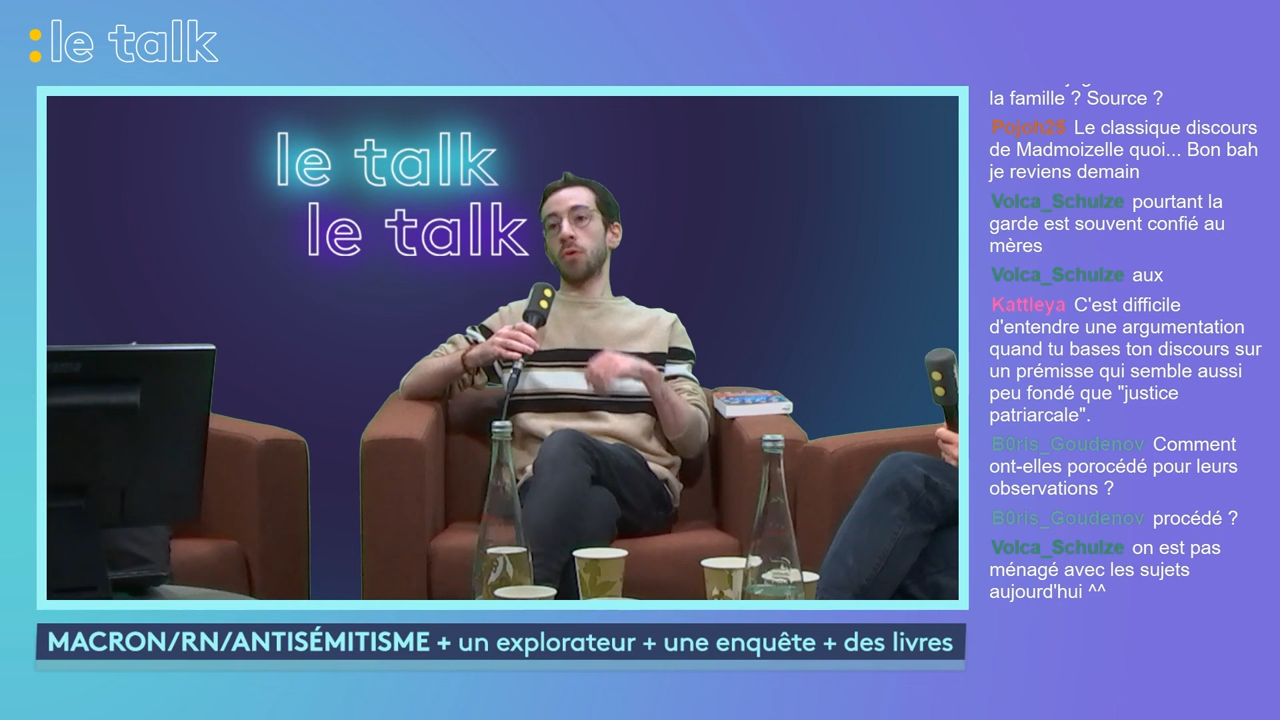 :le talk
le talk
le talk
la famille ? Source ?
Pojoh25 Le classique discours
de Madmoizelle quoi... Bon bah
je reviens demain
Volca_Schulze pourtant la
garde est souvent confié au
mères
Volca_Schulze aux
Kattleya C'est difficile
d'entendre une argumentation
quand tu bases ton discours sur
un prémisse qui semble aussi
peu fondé que "justice
patriarcale".
B0ris_Goudenov Comment
ont-elles porocédé pour leurs
observations ?
B0ris_Goudenov procédé ?
Volca_Schulze on est pas
ménagé avec les sujets
aujourd'hui ^^
MACRON/RN/ANTISÉMITISME + un explorateur + une enquête + des livres